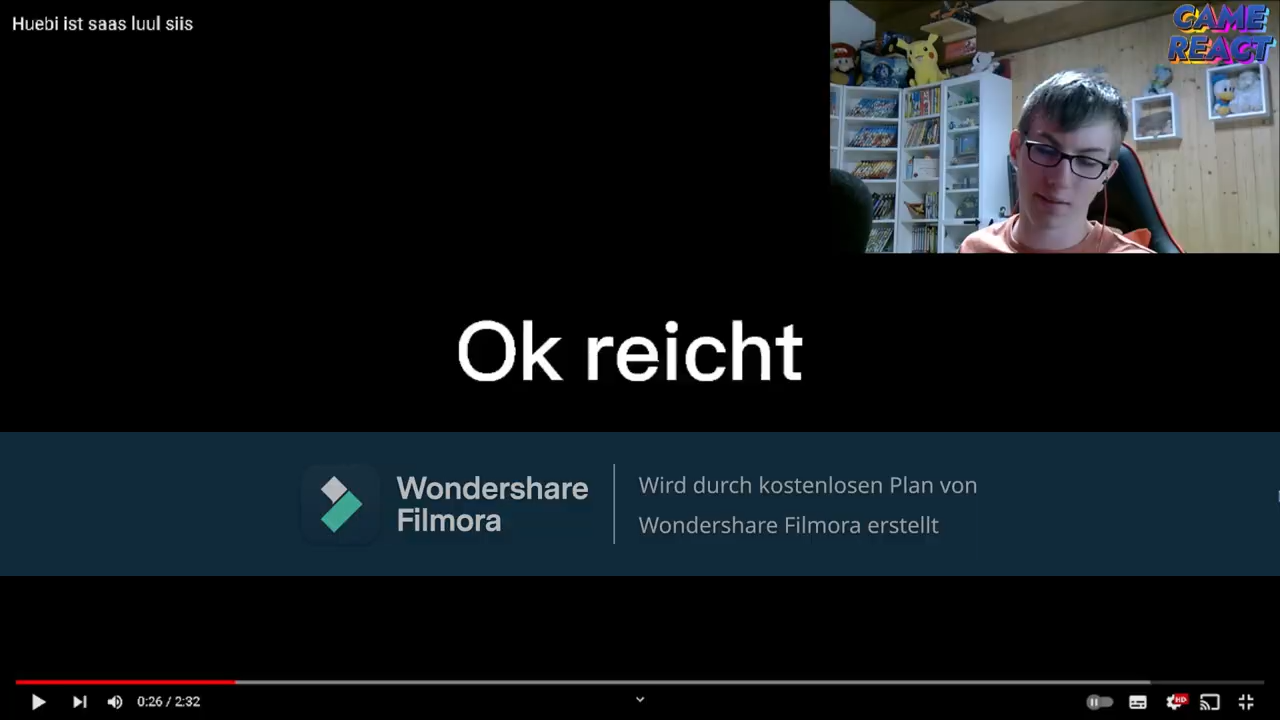 Huebi ist saas luul siis
GAME
REACT
Ok reicht
Wondershare
Filmora
Wird durch kostenlosen Plan von
Wondershare Filmora erstellt
0:26 / 2:32
HD